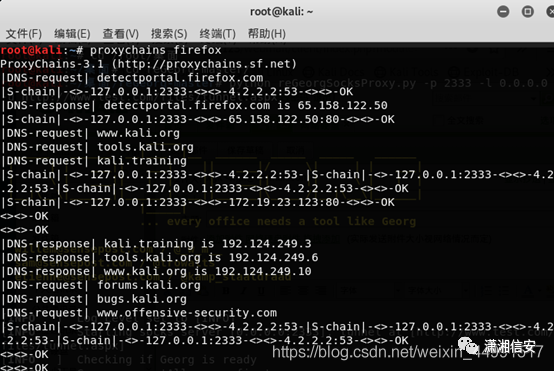 root@kali: ~
文件(F) 编辑(E) 查看(V) 搜索(S) 终端(T) 帮助(H)
root@kali:~# proxychains firefox
ProxyChains-3.1 (http://proxychains.sf.net)
|DNS-request| detectportal.firefox.com
reGeorgSocksProxy.py -p 2333 -l 0.0.0.0
|S-chain|-<>-127.0.0.1:2333-<><>-4.2.2.2:53-<><>-OK
|DNS-response| detectportal.firefox.com is 65.158.122.50
|S-chain|-<>-127.0.0.1:2333-<><>-65.158.122.50:80-<><>-OK
|DNS-request| www.kali.org
|DNS-request| tools.kali.org
|DNS-request| kali.training
|S-chain|-<>-127.0.0.1:2333-<><>-4.2.2.2:53-|S-chain|-<>-127.0.0.1:2333-<><>-4.2
.2.2:53-|S-chain|-<>-127.0.0.1:2333-<><>-4.2.2.2:53-<><>-OK
|S-chain|-<>-127.0.0.1:2333-<><>-172.19.23.123:80-<><>-OK
<><>-OK
... every office needs a tool like Georg
<><>-OK
|DNS-response| kali.training is 192.124.249.3
|DNS-response| tools.kali.org is 192.124.249.6
|DNS-response| www.kali.org is 192.124.249.10
|DNS-request| forums.kali.org
|DNS-request| bugs.kali.org
|DNS-request| www.offensive-security.com
|S-chain|-<>-127.0.0.1:2333-<><>-4.2.2.2:53-|S-chain|-<>-127.0.0.1:2333-<><>-4.2
.2.2:53-|S-chain|-<>-127.0.0.1:2333-<><>-4.2.2.2:53-<><>-OK
<><>-OK
Checking if Georg is ready
<><>-OK
潇湘信安